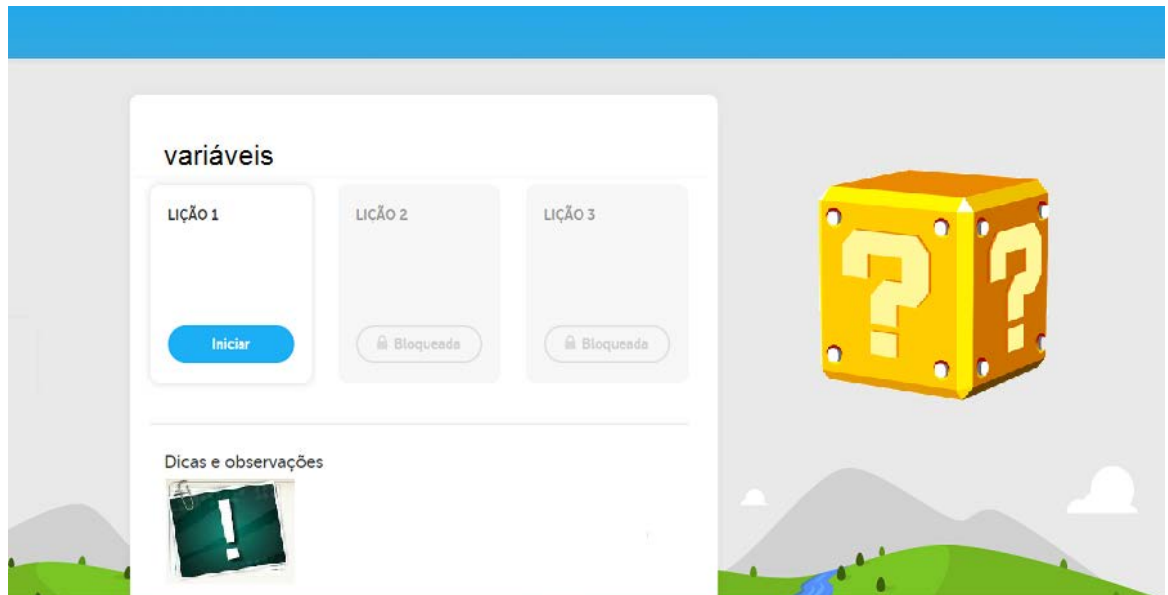 variáveis
LIÇÃO 1
LIÇÃO 2
LIÇÃO 3
Iniciar
Bloqueada
Bloqueada
Dicas e observações
!
? ?